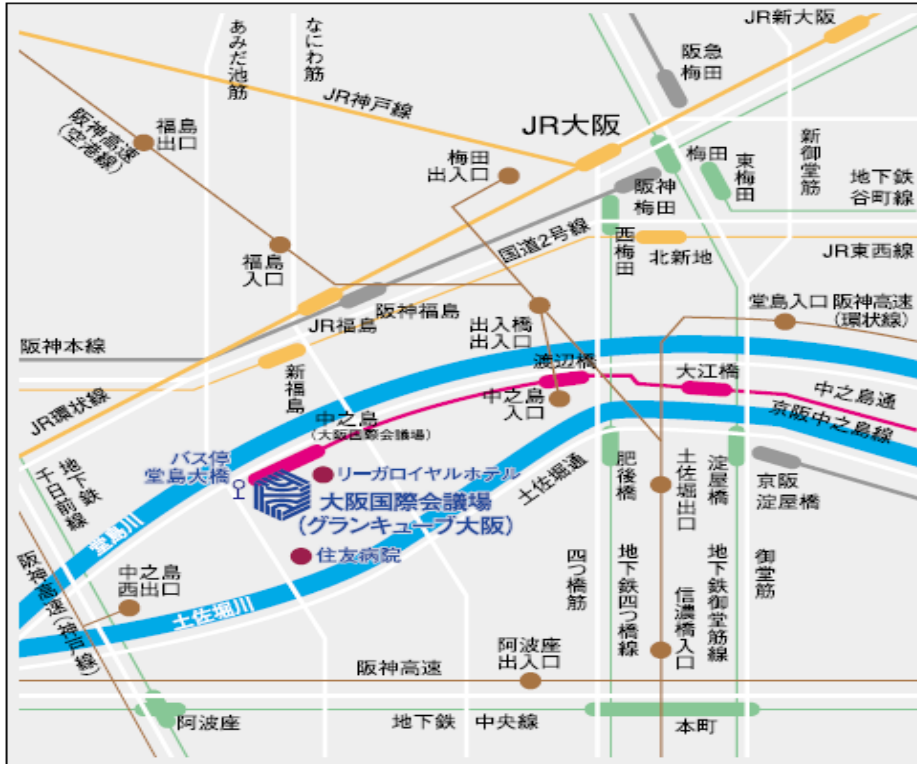 JR新大阪
なにわ筋
あみだ池筋
阪急
梅田
JR神戸線
JR大阪
阪神高速
(空港線)
福島
出口
梅田
出入口
梅田
東梅田
新御堂筋
阪神
梅田
地下鉄
谷町線
国道2号線
西梅田
福島
入口
北新地
JR東西線
阪神福島
堂島入口
阪神高速
(環状線)
JR福島
出入橋
出入口
阪神本線
新福島
渡辺橋
大江橋
中之島
入口
中之島通
JR環状線
中之島
(大阪国際会議場)
京阪中之島線
バス停
堂島大橋
地下鉄
千日前線
リーガロイヤルホテル
土佐堀通
肥後橋
土佐堀出口
淀屋橋
京阪
淀屋橋
大阪国際会議場
(グランキューブ大阪)
堂島川
住友病院
阪神高速(神戸線)
中之島
西出口
四つ橋筋
地下鉄四つ橋線
信濃橋入口
地下鉄御堂筋線
御堂筋
土佐堀川
阪神高速
阿波座
出入口
阿波座
地下鉄 中央線
本町